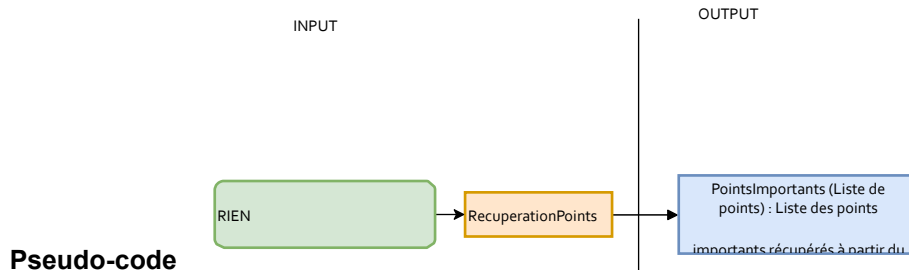 INPUT
OUTPUT
RIEN
RecuperationPoints
PointsImportants (Liste de
points) : Liste des points
importants récupérés à partir du
Pseudo-code